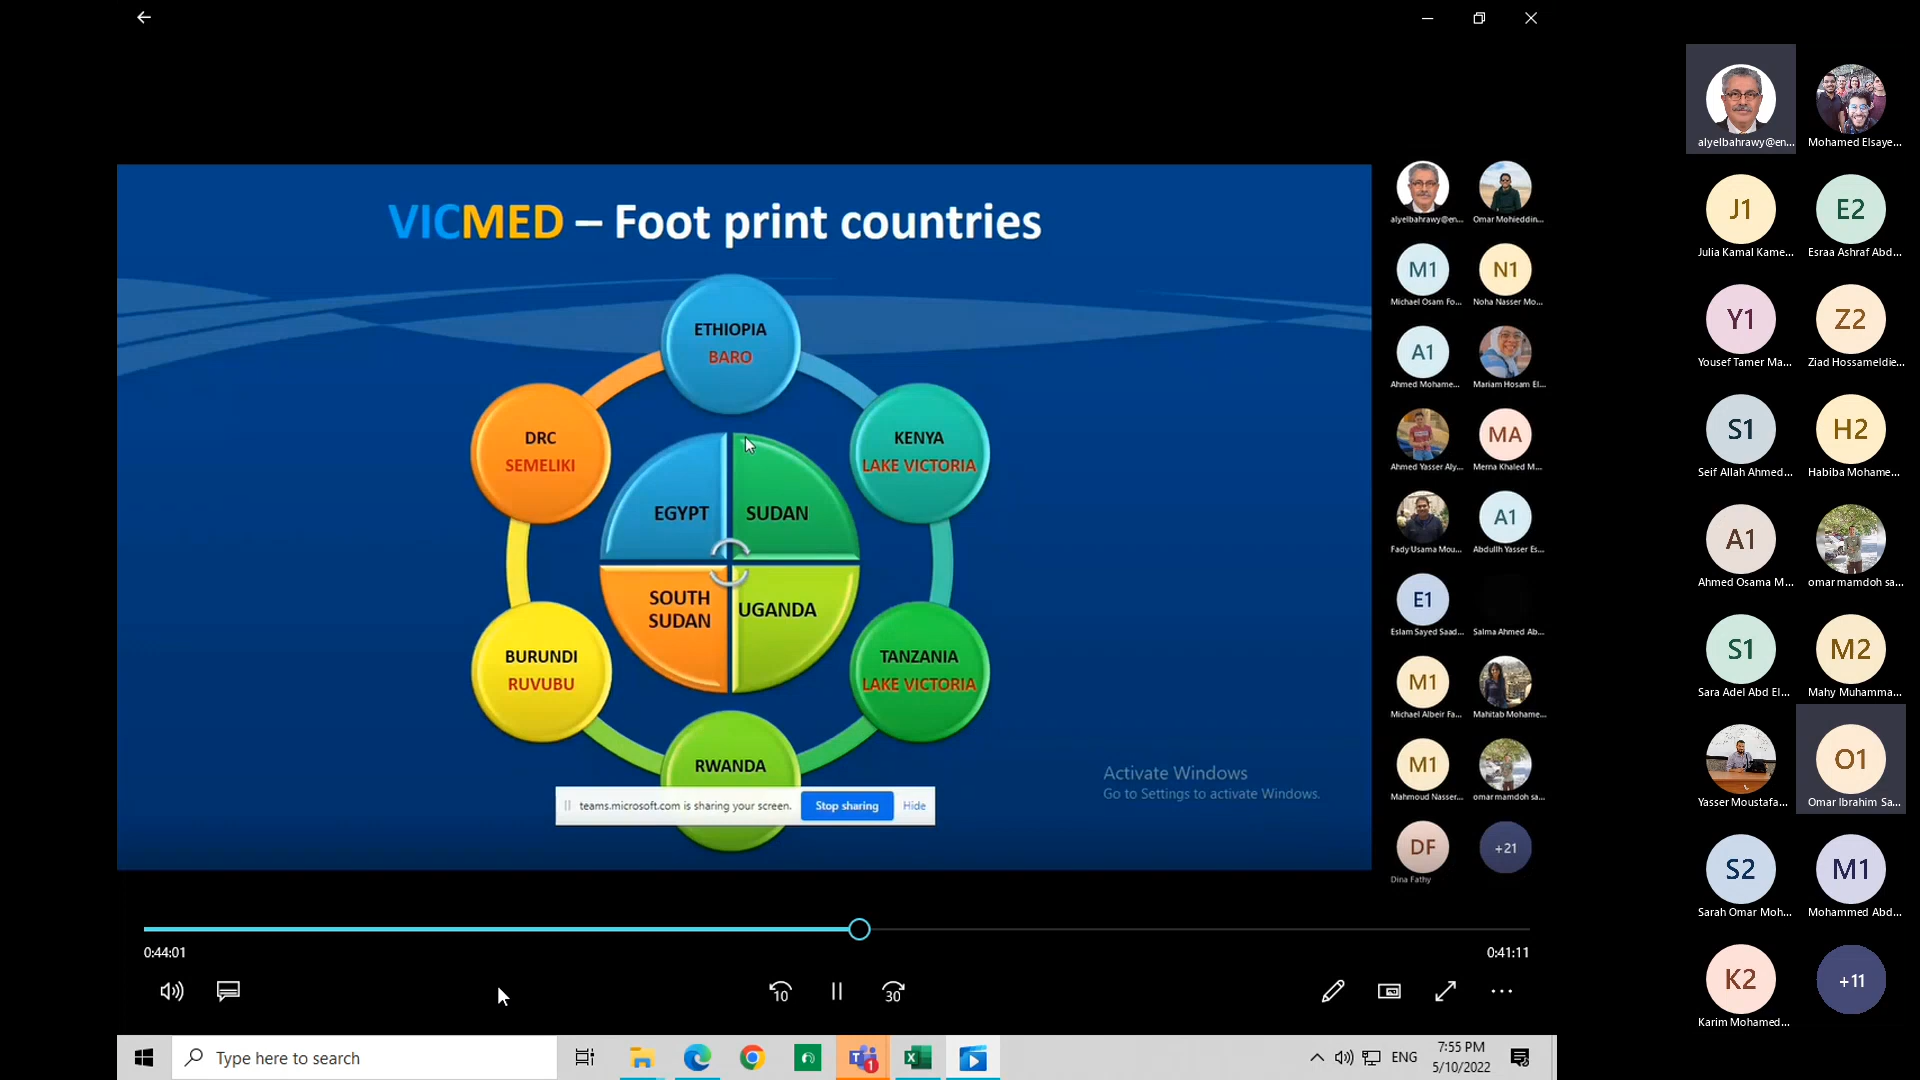 VICMED – Foot print countries
ETHIOPIA
BARO
DRC
SEMELIKI
KENYA
LAKE VICTORIA
EGYPT
SUDAN
SOUTH
SUDAN
UGANDA
BURUNDI
RUVUBU
TANZANIA
LAKE VICTORIA
RWANDA
teams.microsoft.com is sharing your screen.
Stop sharing
Hide
Activate Windows
Go to Settings to activate Windows.
alyelbahrawy@en...
Omar Mohieddin...
M1
N1
Michael Osam Fo...
Noha Nasser Mo...
A1
Ahmed Mohame...
Mariam Hosam El...
MA
Ahmed Yasser Aly...
Merna Khaled M...
A1
Fady Usama Mou...
Abdullh Yasser Es...
E1
Eslam Sayed Saad...
Salma Ahmed Ab...
M1
Michael Albeir Fa...
Mahitab Mohame...
M1
Mahmoud Nasser...
omar mamdoh sa...
DF
+21
Dina Fathy
alyelbahrawy@en...
Mohamed Elsaye...
J1
E2
Julia Kamal Kame...
Esraa Ashraf Abd...
Y1
Z2
Yousef Tamer Ma...
Ziad Hossameldie...
S1
H2
Seif Allah Ahmed...
Habiba Mohame...
A1
Ahmed Osama M...
omar mamdoh sa...
S1
M2
Sara Adel Abd El...
Mahy Muhamma...
O1
Yasser Moustafa...
Omar Ibrahim Sa...
S2
M1
Sarah Omar Moh...
Mohammed Abd...
K2
+11
Karim Mohamed...
0:44:01
0:41:11
10
30
Type here to search
1
ENG
7:55 PM
5/10/2022